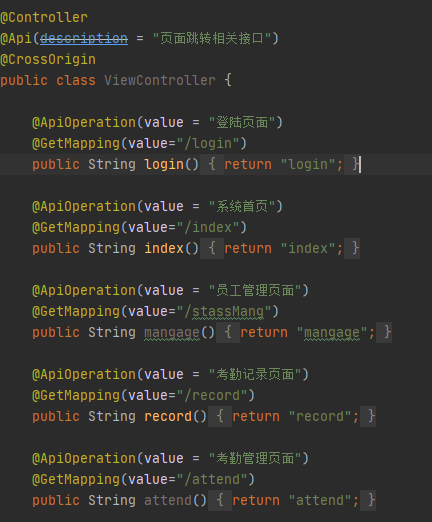 @Controller
@Api(description = "页面跳转相关接口")
@CrossOrigin
public class ViewController {
@ApiOperation(value = "登陆页面")
@GetMapping(value="/login")
public String login() { return "login"; }
@ApiOperation(value = "系统首页")
@GetMapping(value="/index")
public String index() { return "index"; }
@ApiOperation(value = "员工管理页面")
@GetMapping(value="/stassMang")
public String mangage() { return "mangage"; }
@ApiOperation(value = "考勤记录页面")
@GetMapping(value="/record")
public String record() { return "record"; }
@ApiOperation(value = "考勤管理页面")
@GetMapping(value="/attend")
public String attend() { return "attend"; }